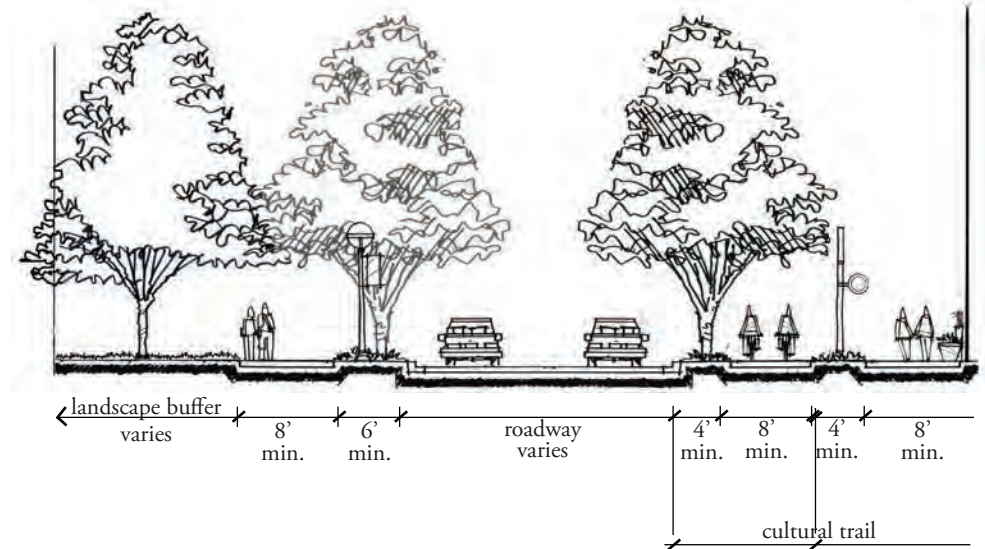 landscape buffer
varies
8’
min.
6’
min.
roadway
varies
4’
min.
8’
min.
4’
min.
8’
min.
cultural trail